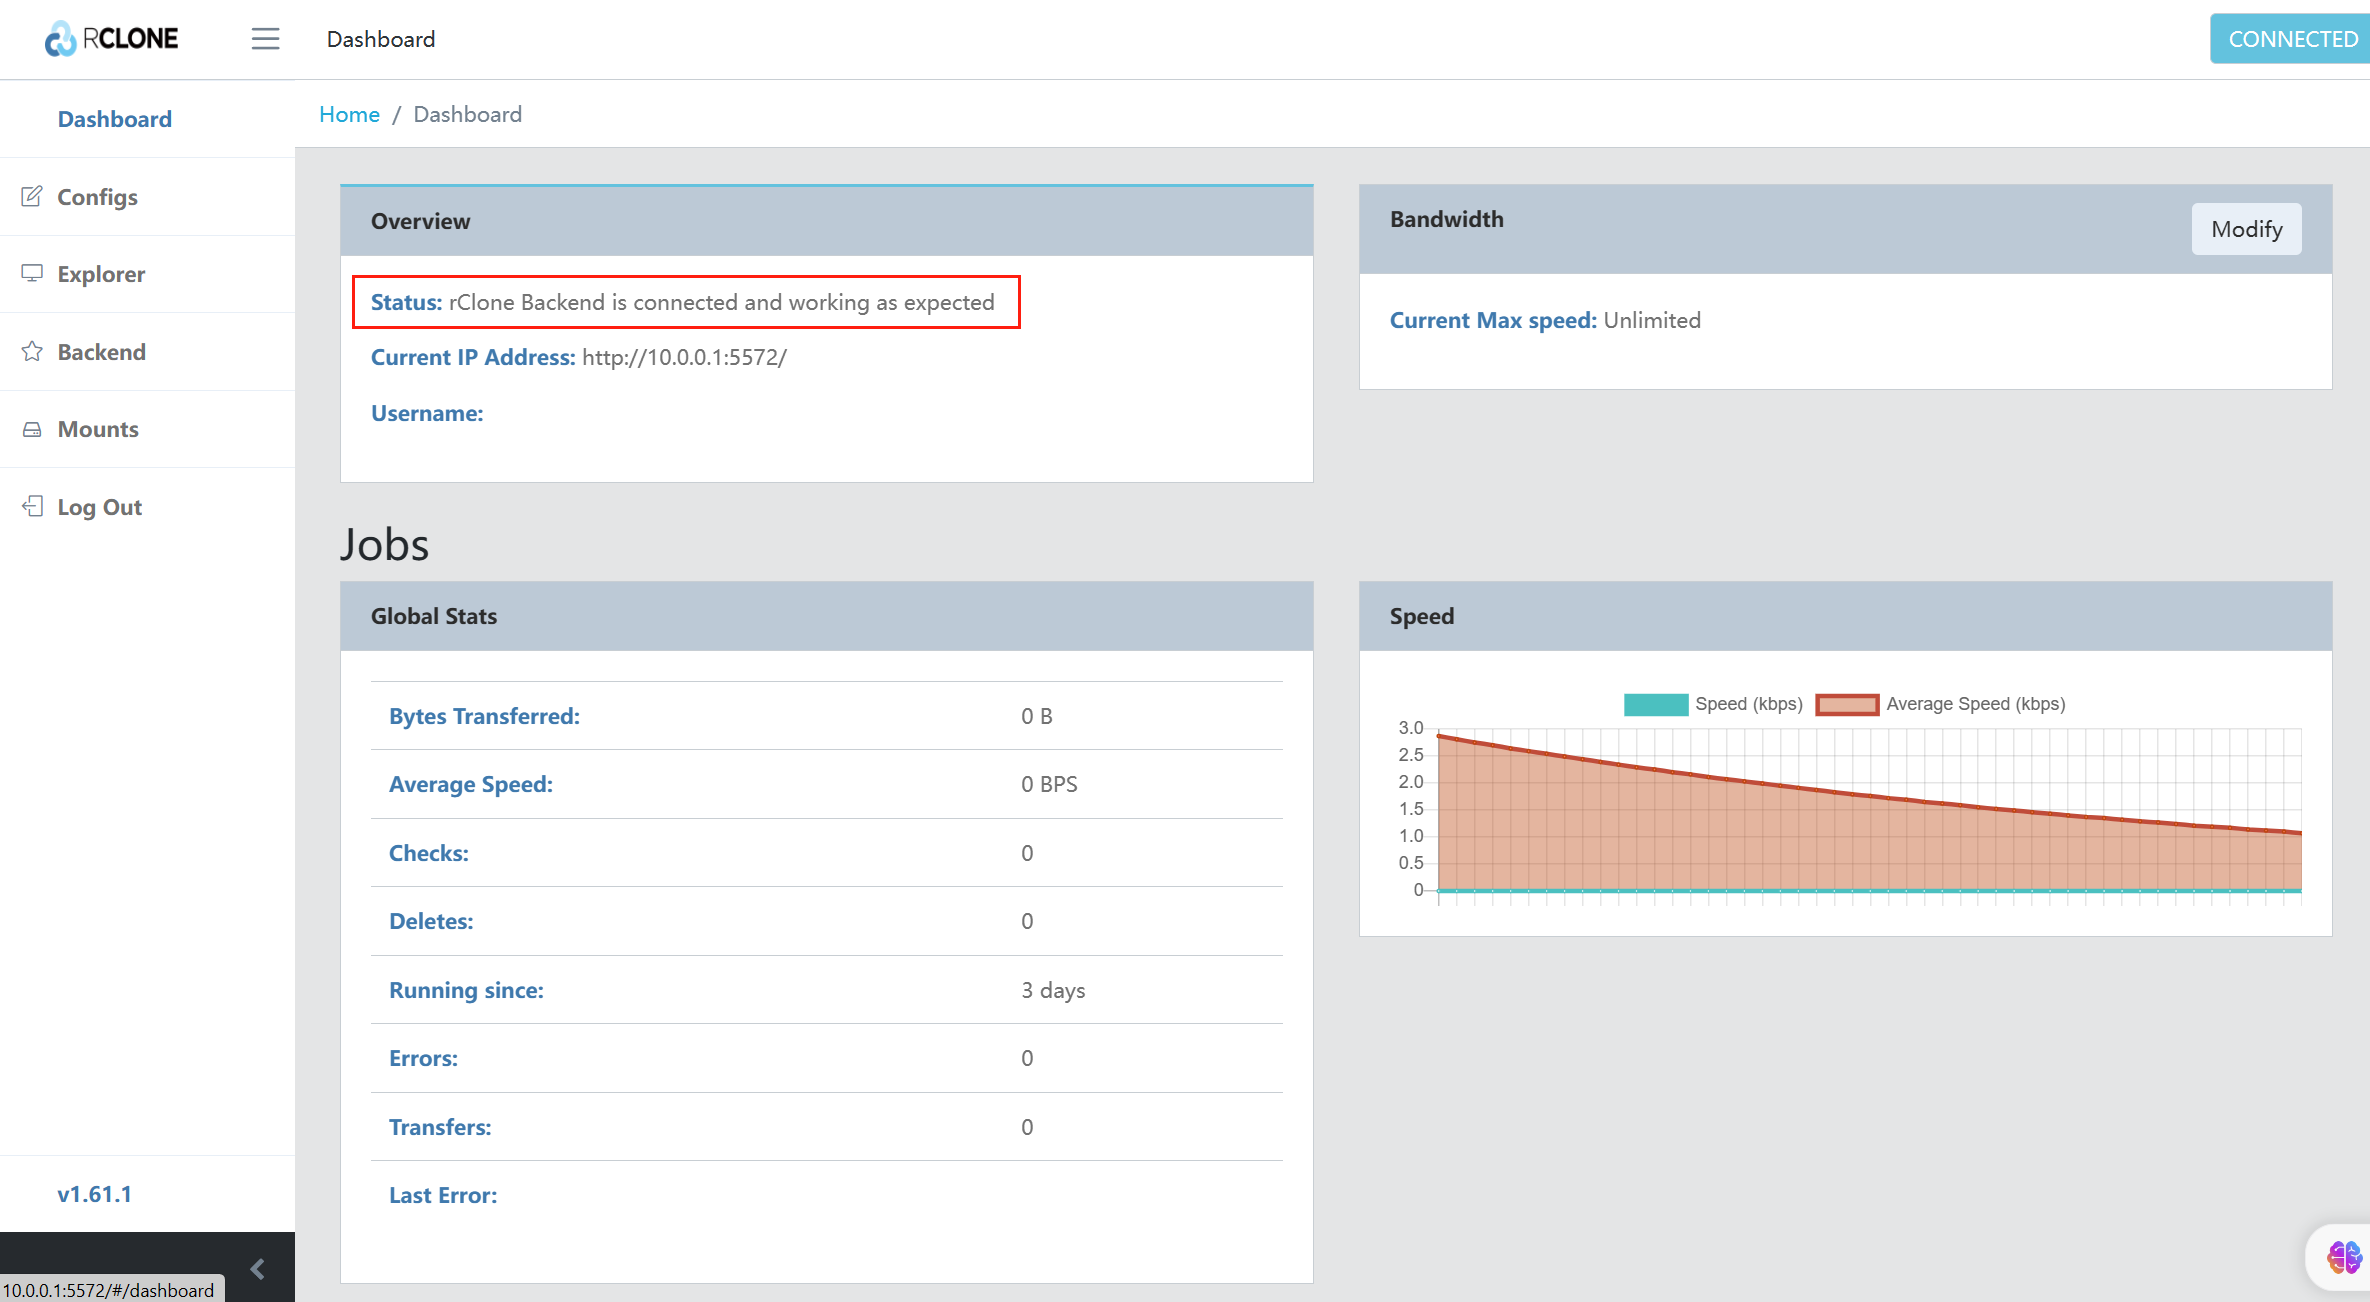 RCLONE
Dashboard
CONNECTED
Dashboard
Configs
Explorer
Backend
Mounts
Log Out
v1.61.1
10.0.0.1:5572/#/dashboard
Home / Dashboard
Overview
Status: rClone Backend is connected and working as expected
Current IP Address: http://10.0.0.1:5572/
Username:
Bandwidth
Modify
Current Max speed: Unlimited
Jobs
Global Stats
Bytes Transferred: 0 B
Average Speed: 0 BPS
Checks: 0
Deletes: 0
Running since: 3 days
Errors: 0
Transfers: 0
Last Error:
Speed
Speed (kbps) Average Speed (kbps)
3.0
2.5
2.0
1.5
1.0
0.5
0